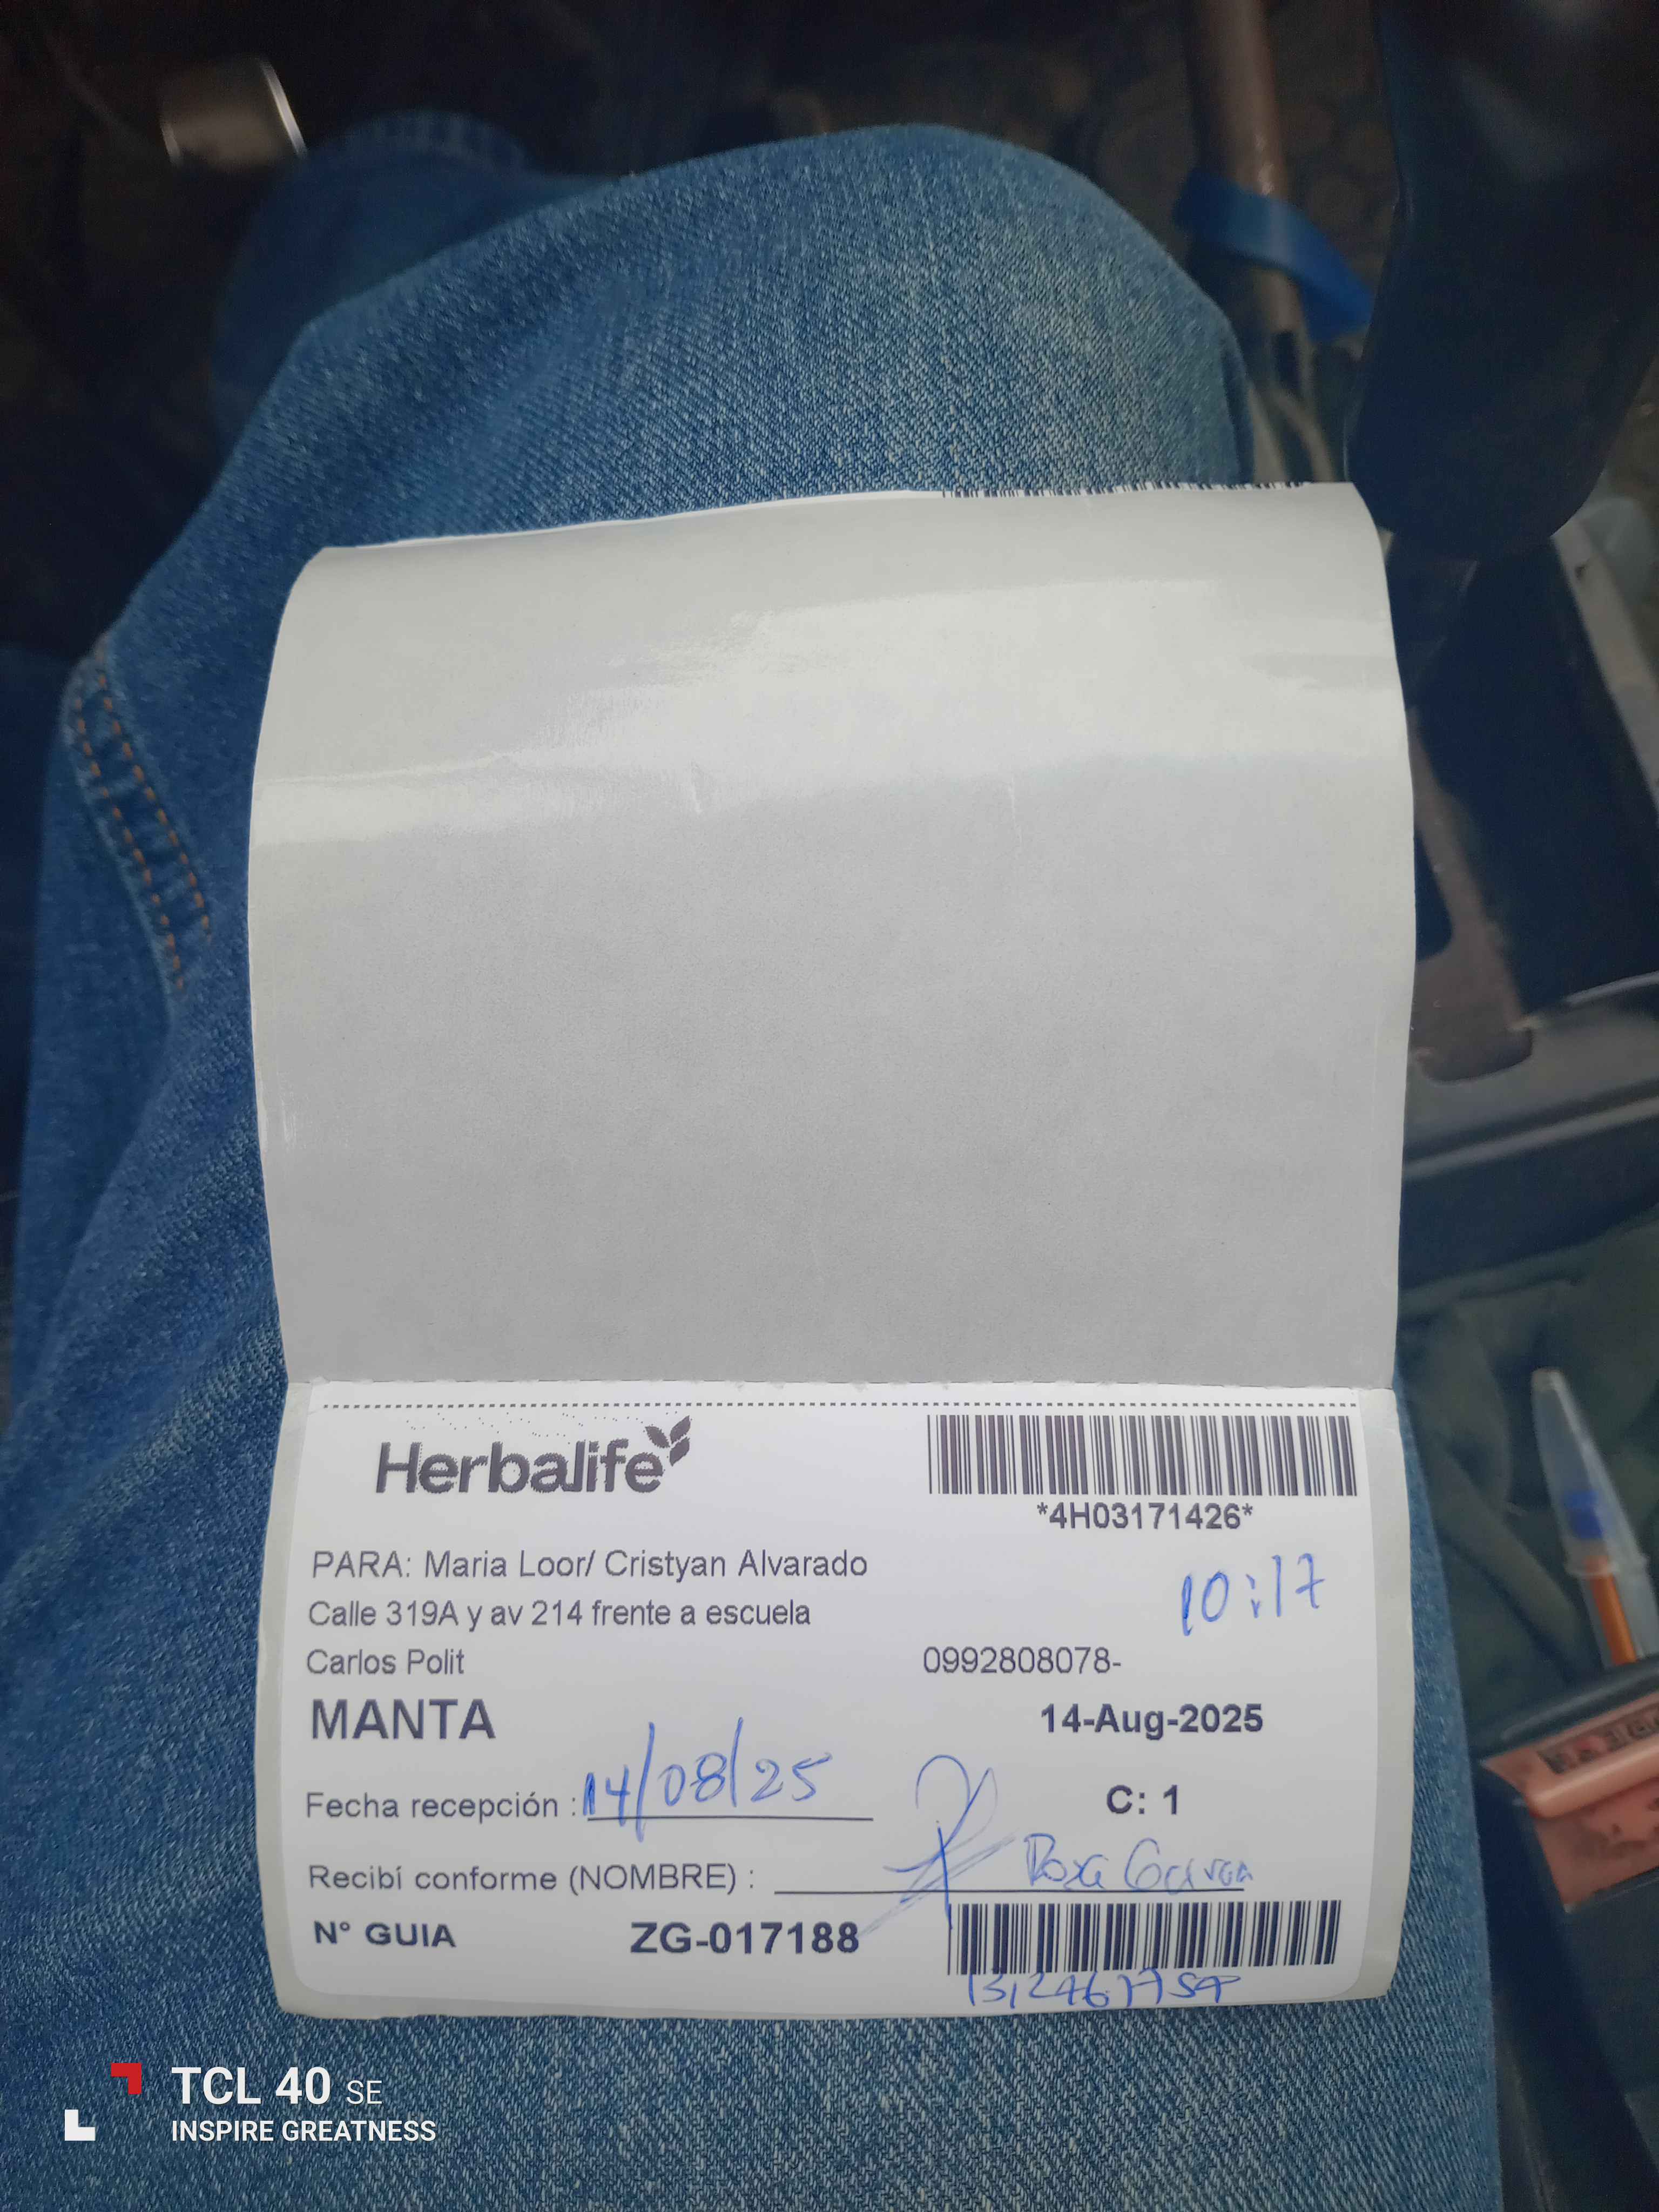 Herbalife
*4H03171426*
PARA: Maria Loor/ Cristyan Alvarado
10:17
Calle 319A y av 214 frente a escuela
Carlos Polit
0992808078-
MANTA
14-Aug-2025
Fecha recepción : 14/08/25
C: 1
Recibí conforme (NOMBRE) : Rosa
N° GUIA ZG-017188
TCL 40 SE
INSPIRE GREATNESS